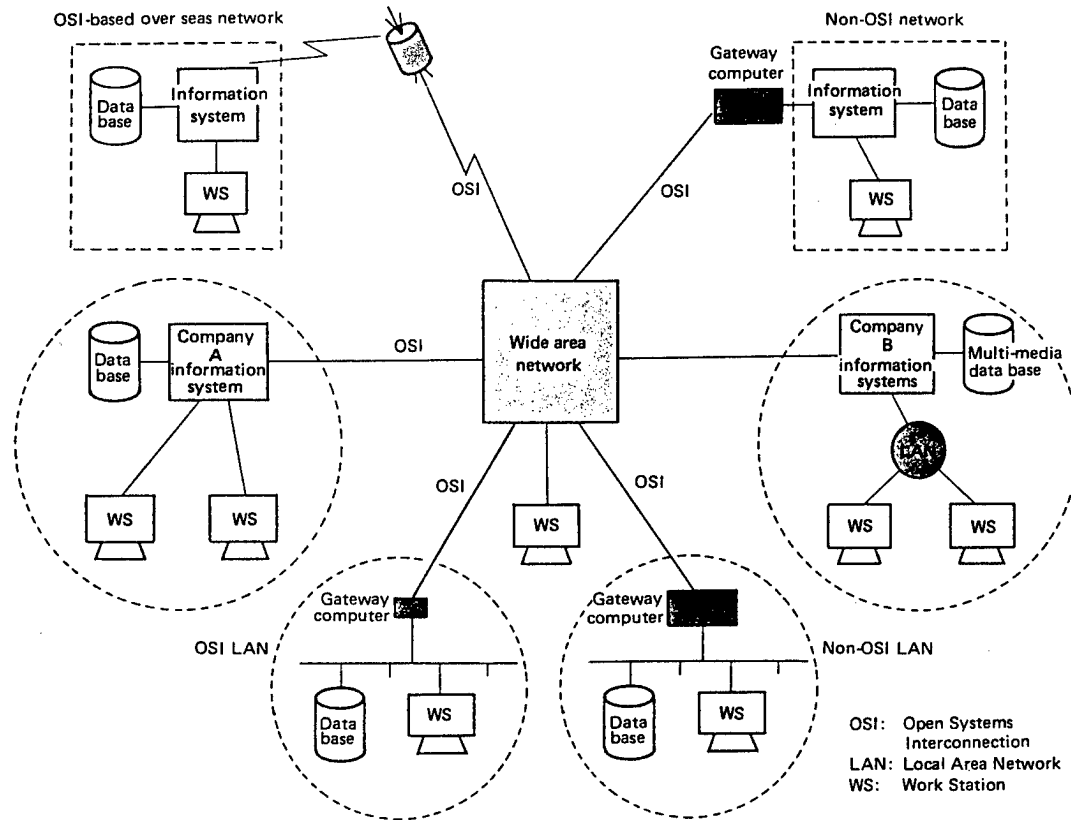 OSI-based over seas network
Non-OSI network
Gateway
computer
Data
base
Information
system
WS
Information
system
Data
base
WS
OSI
OSI
Data
base
Company
A
information
system
OSI
Wide area
network
Company
B
information
systems
Multi-media
data base
LAN
WS
WS
OSI
OSI
WS
WS
WS
Gateway
computer
OSI LAN
Data
base
WS
Gateway
computer
Non-OSI LAN
Data
base
WS
OSI: Open Systems
Interconnection
LAN: Local Area Network
WS: Work Station